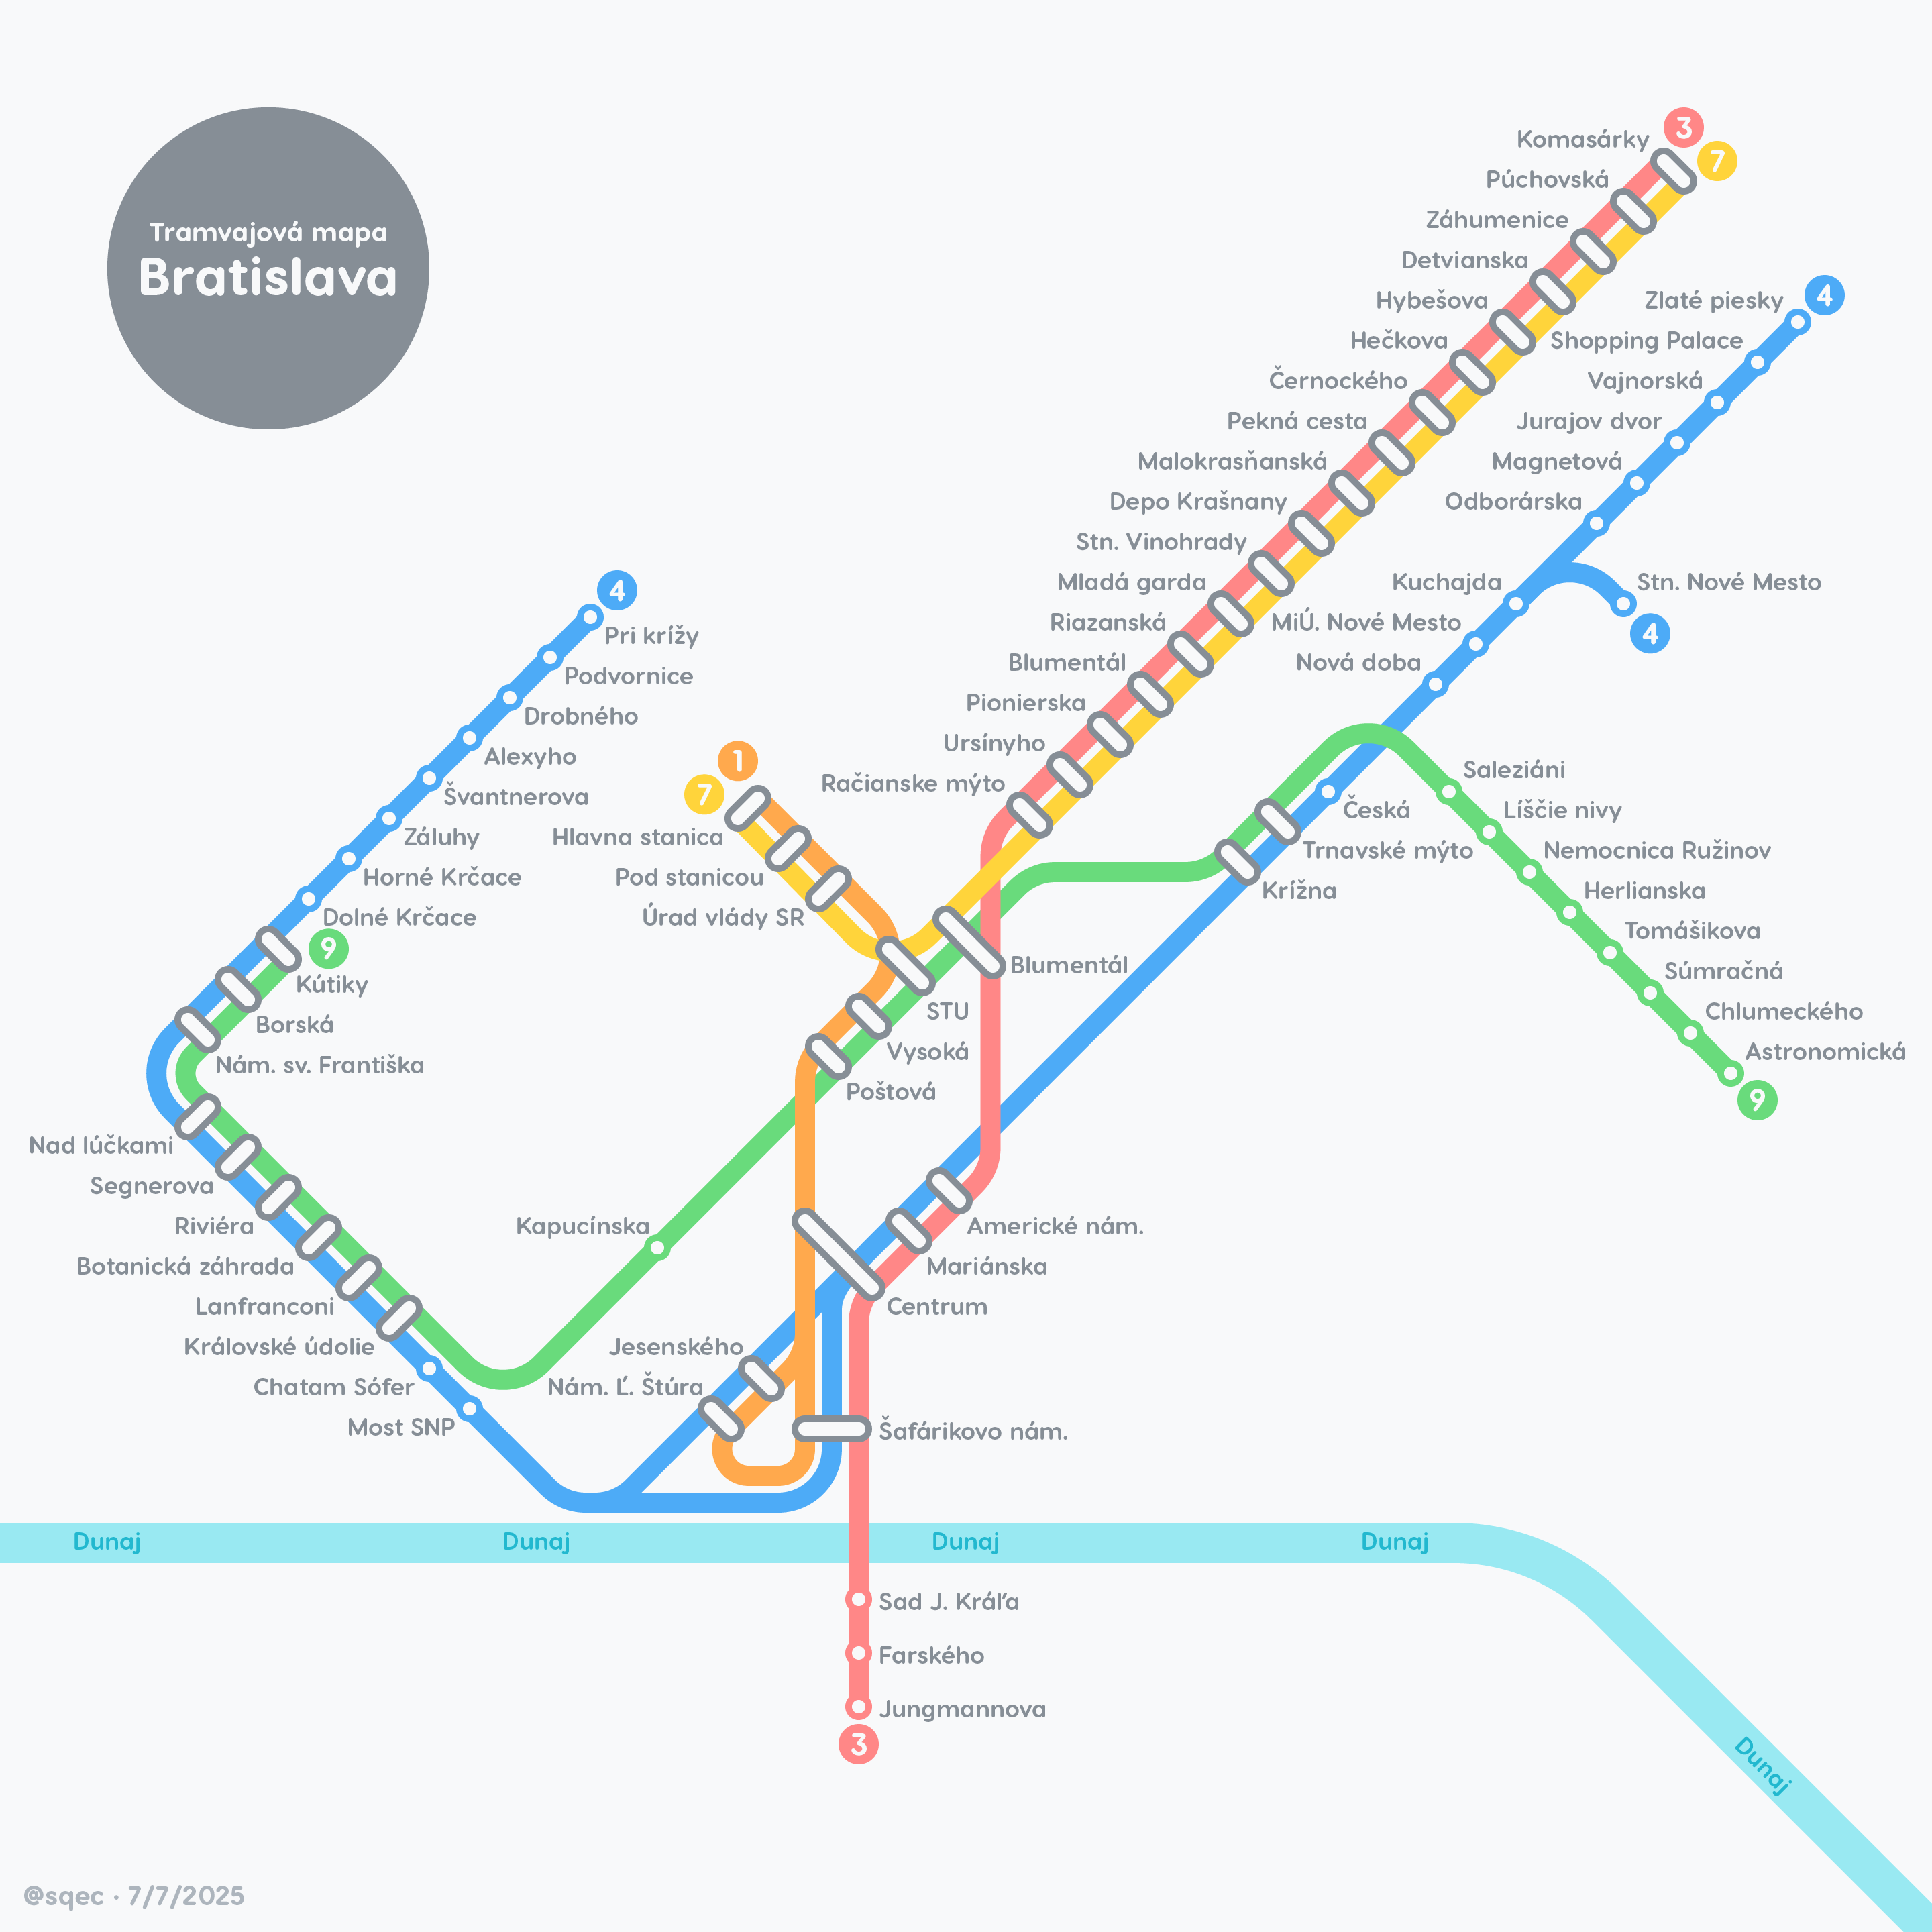 Tramvajová mapa
Bratislava
3
Komasárky
7
Púchovská
Záhumenice
Detvianska
Hybešova
Hečkova
Černockého
Pekná cesta
Malokrasňanská
Depo Krašnany
Stn. Vinohrady
Mladá garda
Riazanská
Blumentál
Pionierska
Ursínyho
Račianske mýto
4
Zlaté piesky
Shopping Palace
Vajnorská
Jurajov dvor
Magnetová
Odborárska
Kuchajda
Stn. Nové Mesto
4
MiÚ. Nové Mesto
Nová doba
4
Pri krížy
Podvornice
Drobného
Alexyho
Švantnerova
Záluhy
Horné Krčace
Dolné Krčace
9
Kútiky
Borská
Nám. sv. Františka
1
7
Hlavna stanica
Pod stanicou
Úrad vlády SR
Blumentál
STU
Vysoká
Poštová
Česká
Trnavské mýto
Krížna
Saleziáni
Líščie nivy
Nemocnica Ružinov
Herlianska
Tomášikova
Súmračná
Chlumeckého
Astronomická
9
Nad lúčkami
Segnerova
Riviéra
Botanická záhrada
Lanfranconi
Královské údolie
Chatam Sófer
Most SNP
Kapucínska
Americké nám.
Mariánska
Centrum
Jesenského
Nám. Ľ. Štúra
Šafárikovo nám.
Dunaj
Dunaj
Dunaj
Dunaj
Sad J. Kráľa
Farského
Jungmannova
3
Dunaj
@sqec · 7/7/2025